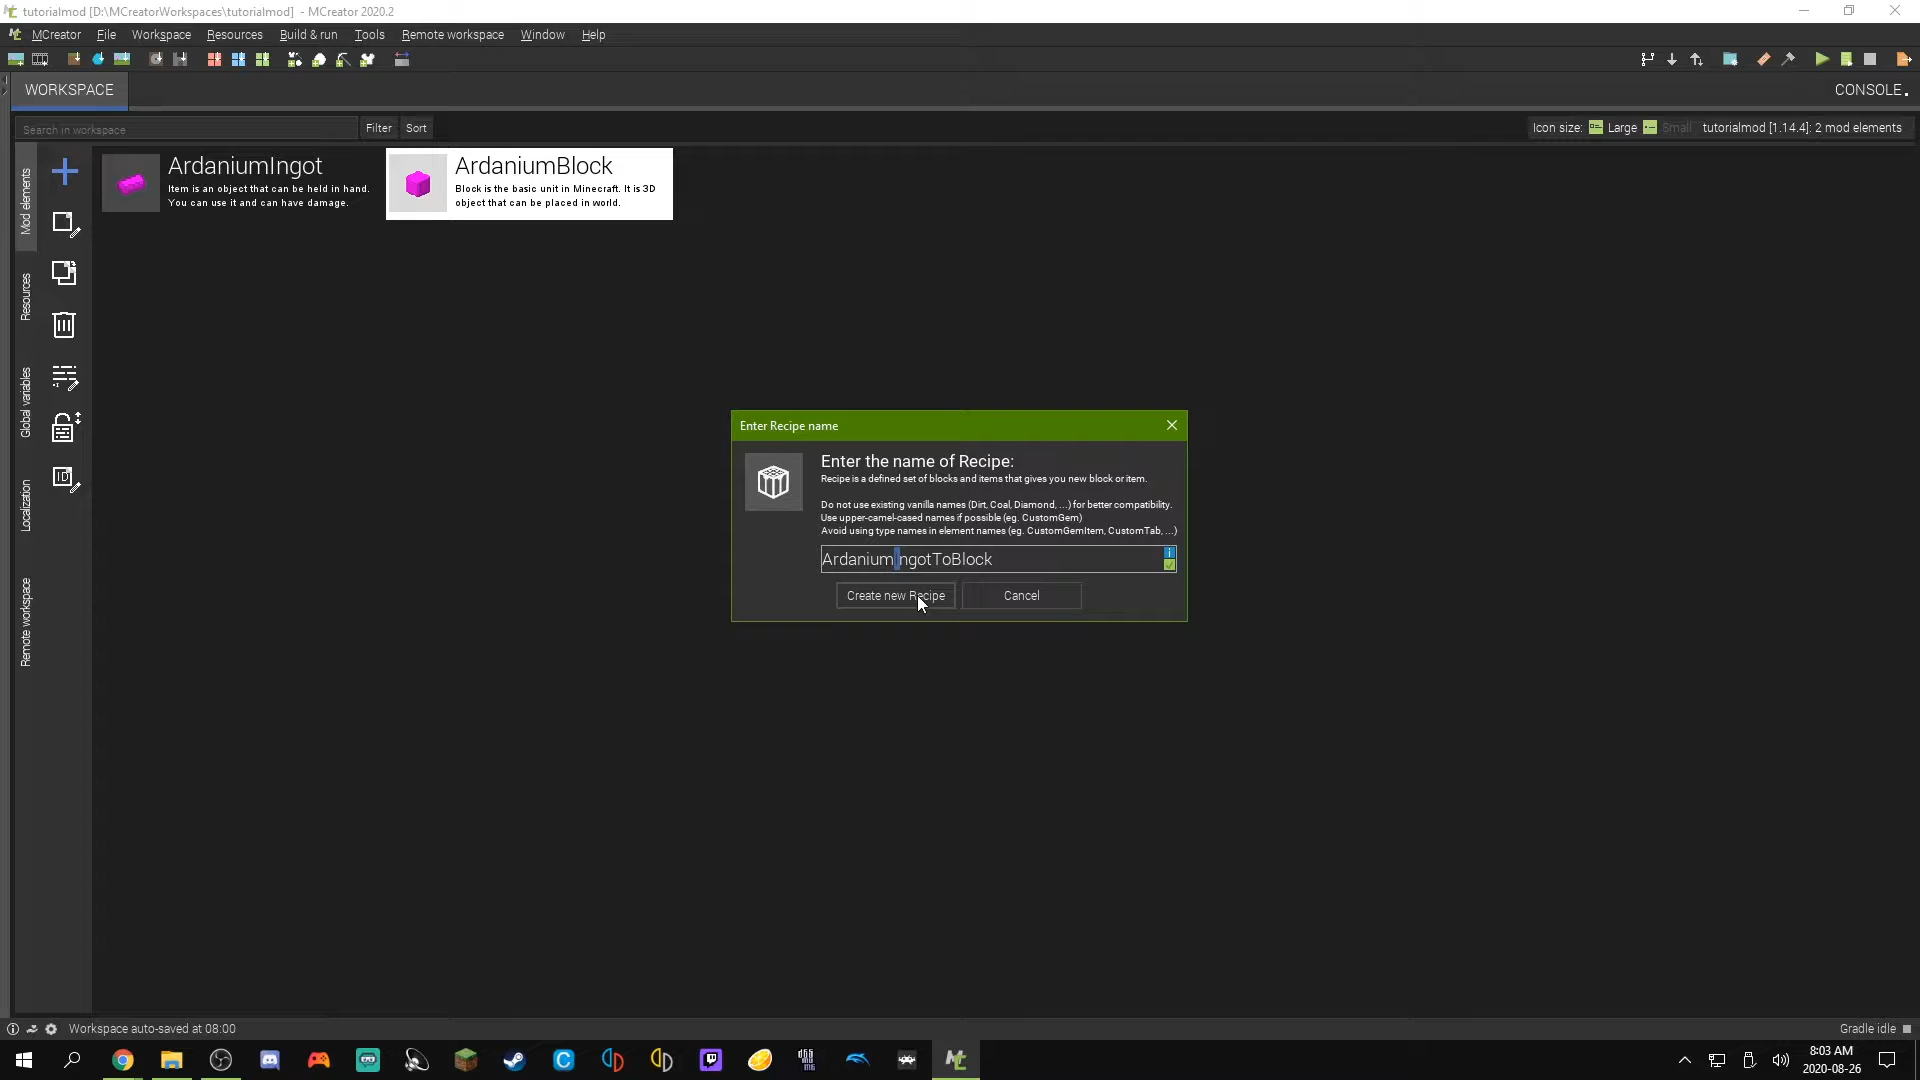 tutorialmod [D:\MCreatorWorkspaces\tutorialmod] - MCreator 2020.2
MCreator File Workspace Resources Build & run Tools Remote workspace Window Help
WORKSPACE
CONSOLE
Search in workspace
Filter
Sort
Icon size: Large Small tutorialmod [1.14.4]: 2 mod elements
Mod elements
Resources
Global variables
Localization
Remote workspace
ID
ArdaniumIngot
Item is an object that can be held in hand.
You can use it and can have damage.
ArdaniumBlock
Block is the basic unit in Minecraft. It is 3D
object that can be placed in world.
Enter Recipe name
Enter the name of Recipe:
Recipe is a defined set of blocks and items that gives you new block or item.
Do not use existing vanilla names (Dirt, Coal, Diamond, ...) for better compatibility.
Use upper-camel-cased names if possible (eg. CustomGem)
Avoid using type names in element names (eg. CustomGemItem, CustomTab, ...)
ArdaniumIngotToBlock
Create new Recipe
Cancel
Workspace auto-saved at 08:00
Gradle idle
8:03 AM
2020-08-26